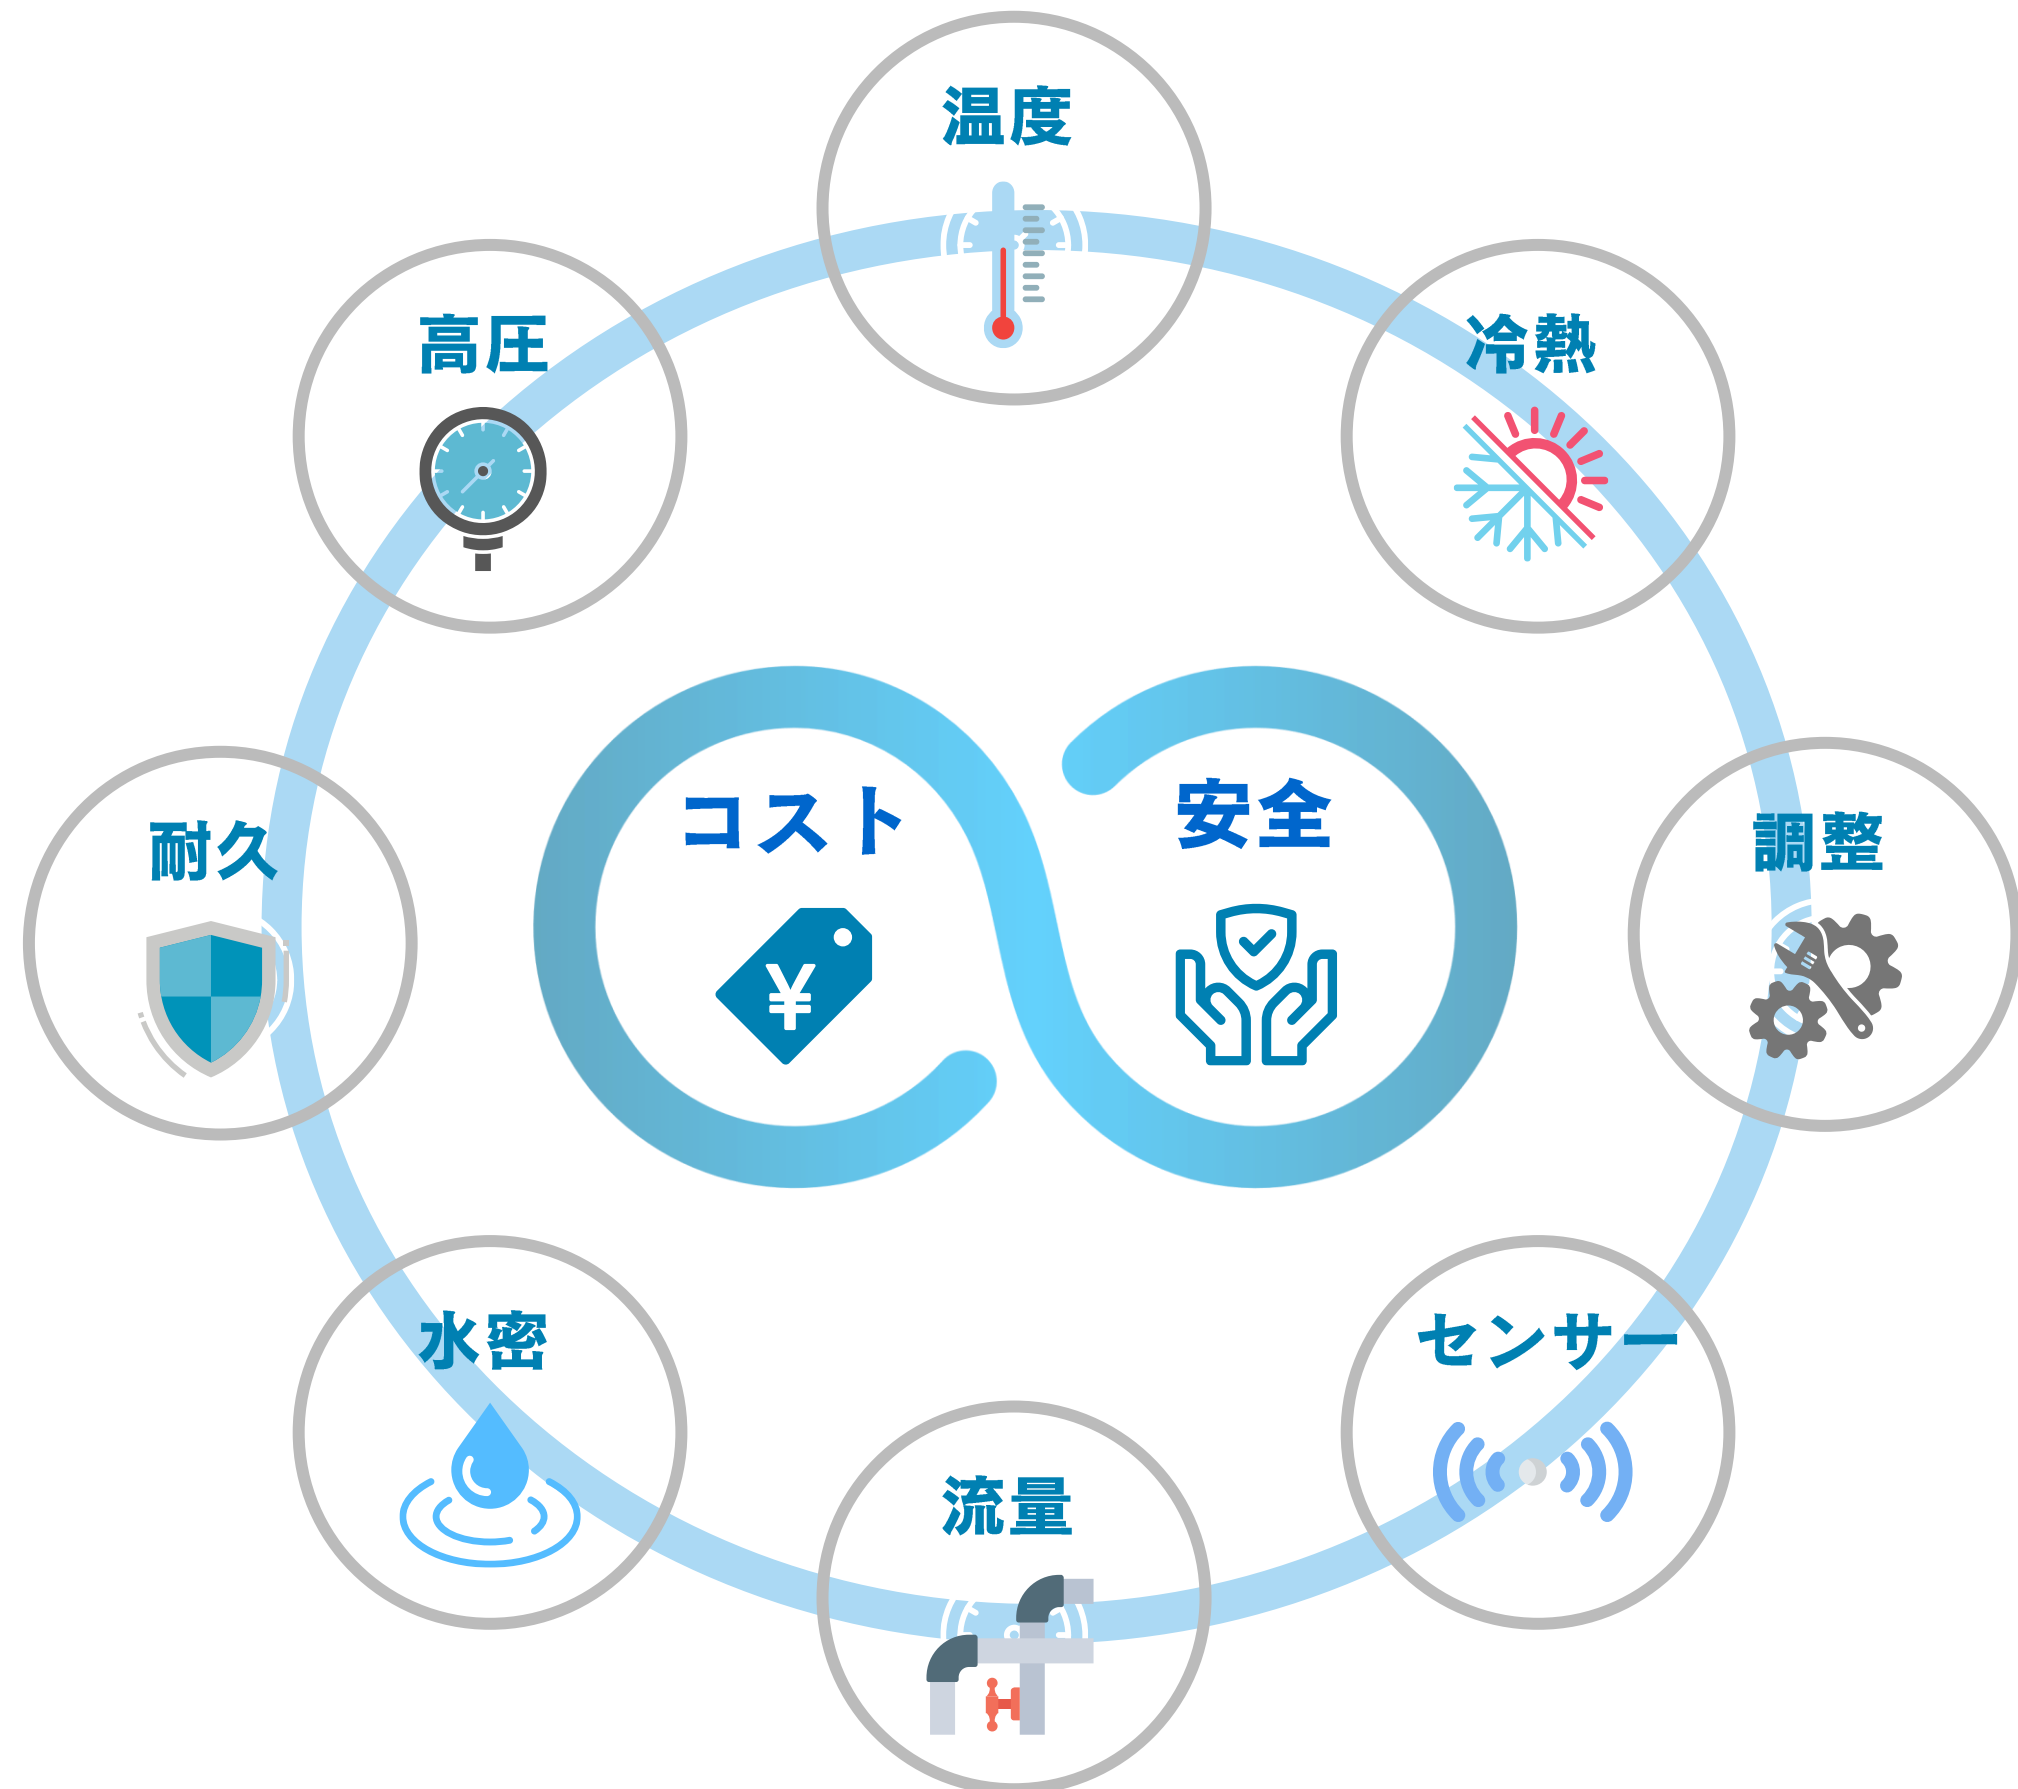 温度
高圧
冷熱
コスト
安全
¥
耐久
調整
水密
センサー
流量